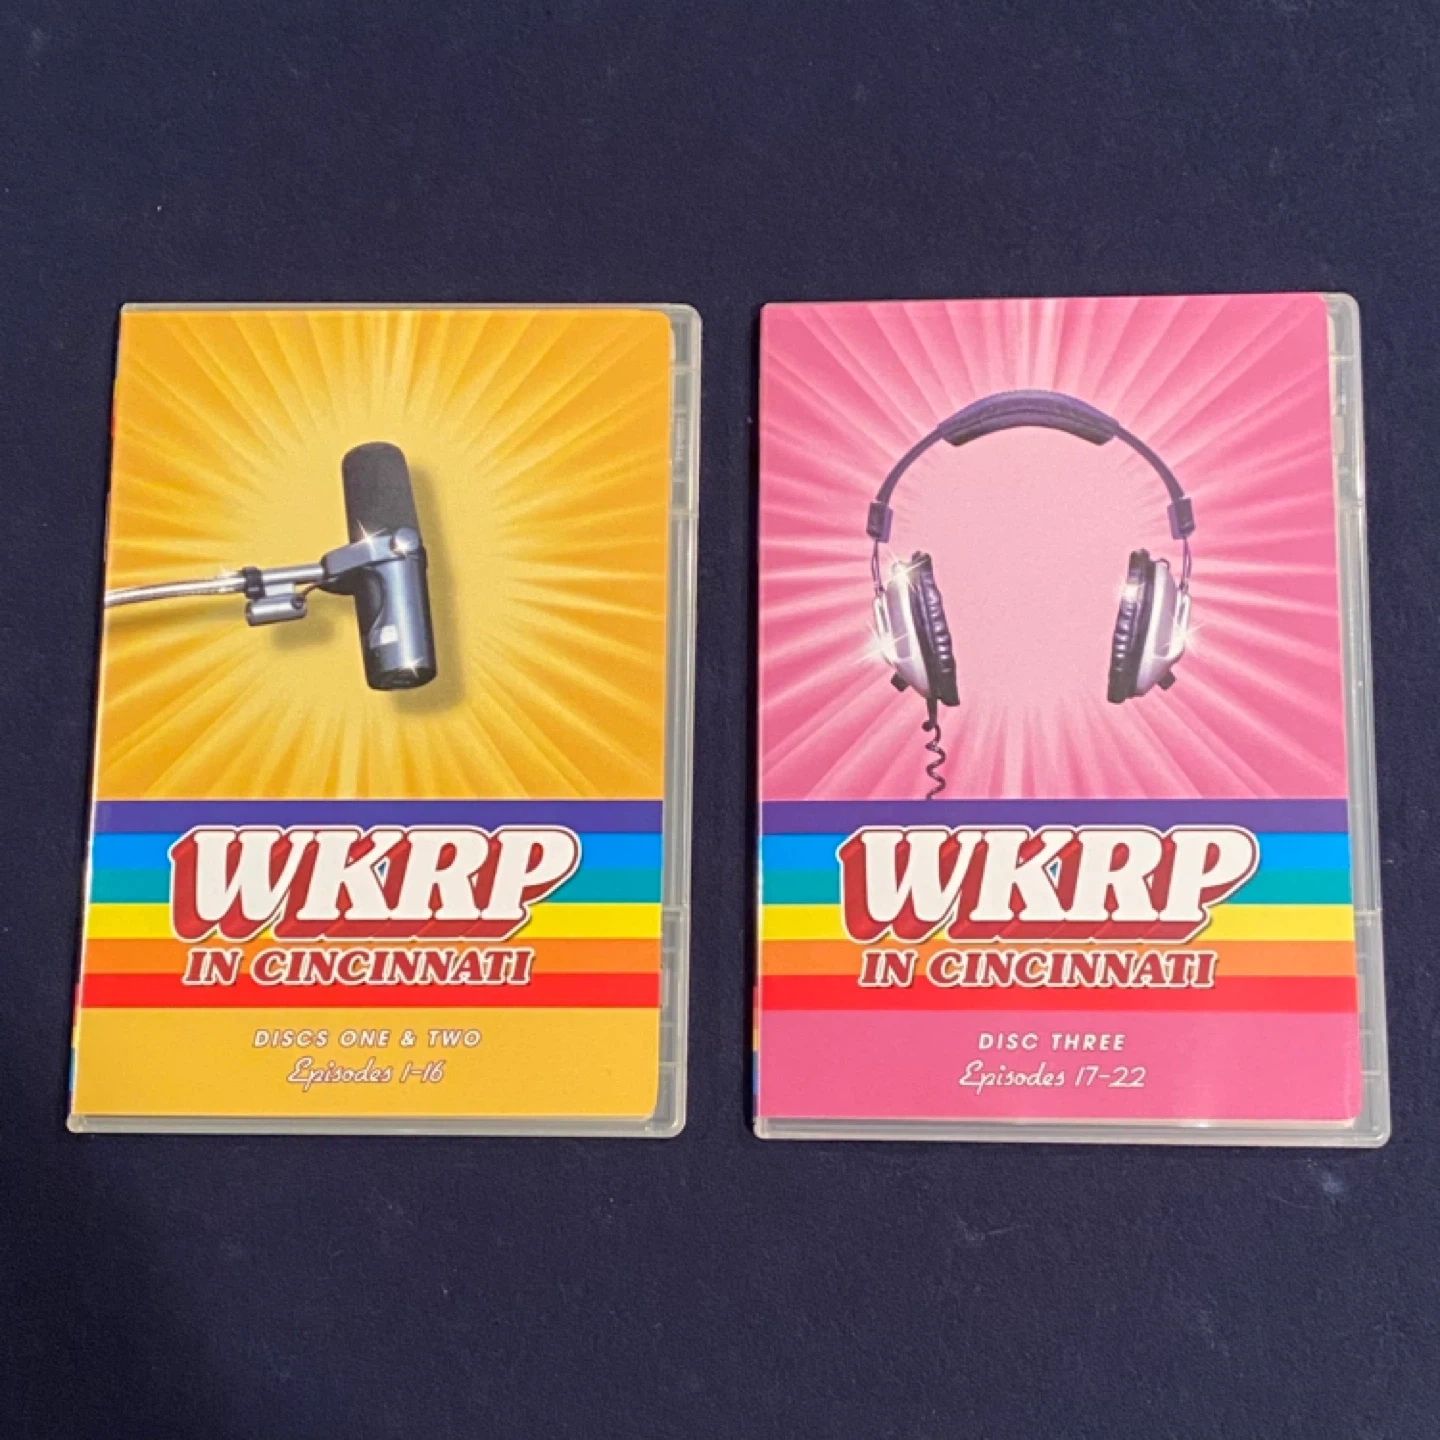 WKRP
IN CINCINNATI
DISCS ONE & TWO
Episodes 1-16
WKRP
IN CINCINNATI
DISC THREE
Episodes 17-22